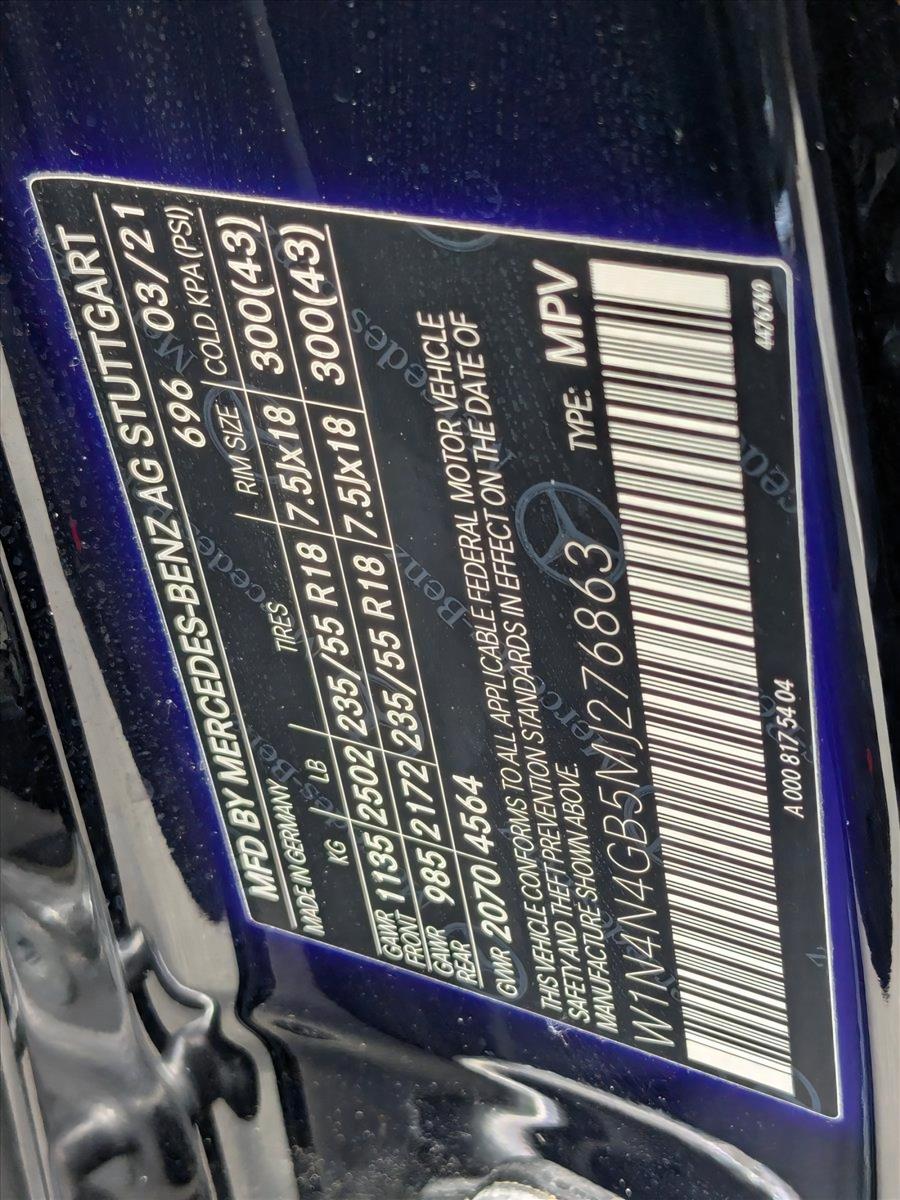 MFD BY MERCEDES-BENZ AG STUTTGART
MADE IN GERMANY 696 03/21
KG LB TIRES RIM SIZE COLD KPA (PSI)
GAWR FRONT 1135 2502 235/55 R18 7.5Jx18 300(43)
GAWR REAR 985 2172 235/55 R18 7.5Jx18 300(43)
GVWR 2070 4564
THIS VEHICLE CONFORMS TO ALL APPLICABLE FEDERAL MOTOR VEHICLE
SAFETY AND THEFT PREVENTION STANDARDS IN EFFECT ON THE DATE OF
MANUFACTURE SHOWN ABOVE.
W1N4N4GB5MJ276863 TYPE: MPV
A 000 817 54 04 4476740